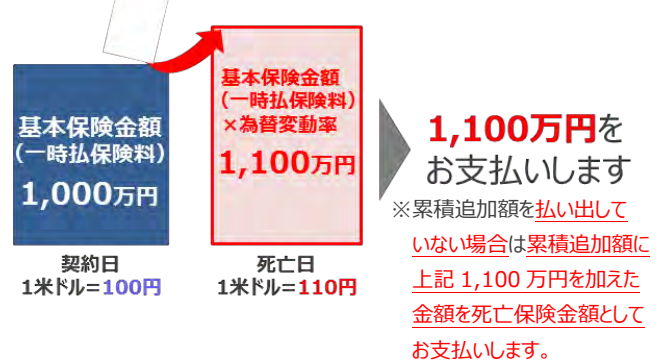 基本保険金額
(一時払保険料)
1,000万円
契約日
1米ドル=100円
基本保険金額
(一時払保険料)
×為替変動率
1,100万円
死亡日
1米ドル=110円
1,100万円を
お支払いします
※累積追加額を払い出して
いない場合は累積追加額に
上記 1,100 万円を加えた
金額を死亡保険金額として
お支払いします。